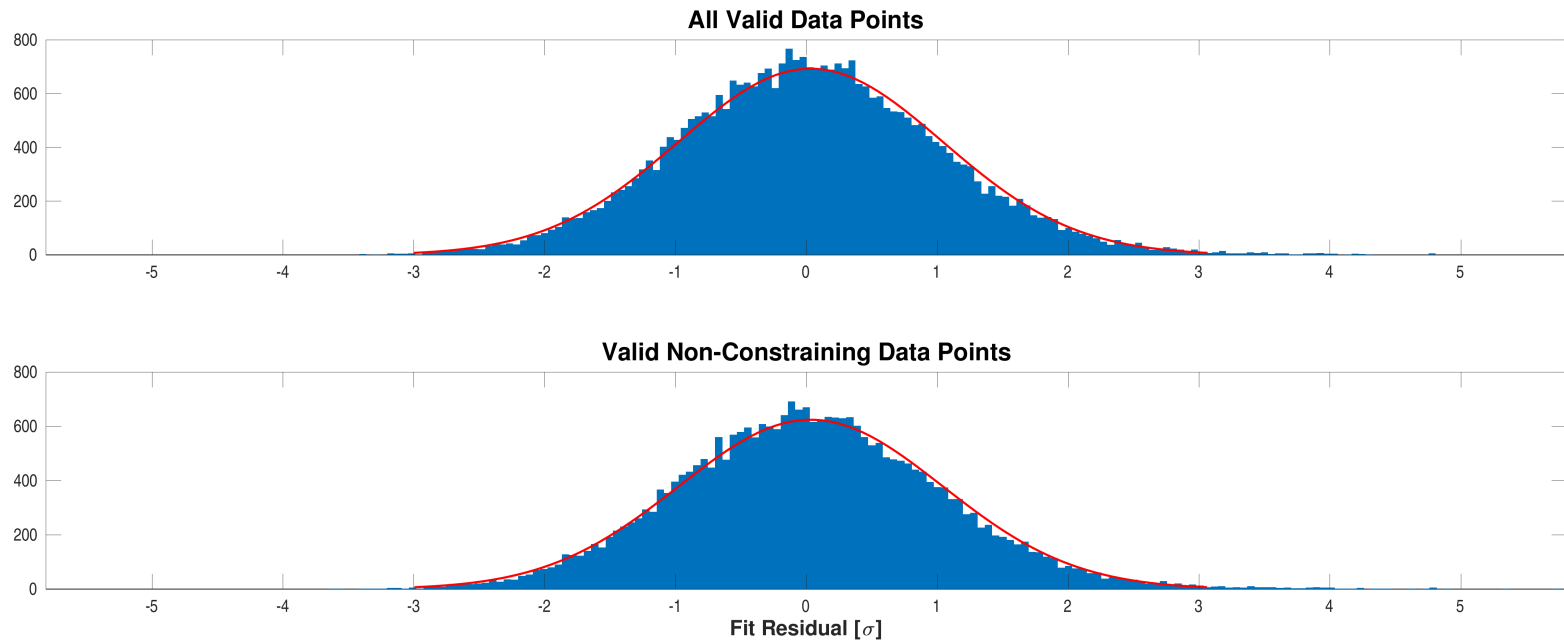 All Valid Data Points
800
600
400
200
0
-5 -4 -3 -2 -1 0 1 2 3 4 5
Valid Non-Constraining Data Points
800
600
400
200
0
-5 -4 -3 -2 -1 0 1 2 3 4 5
Fit Residual [σ]